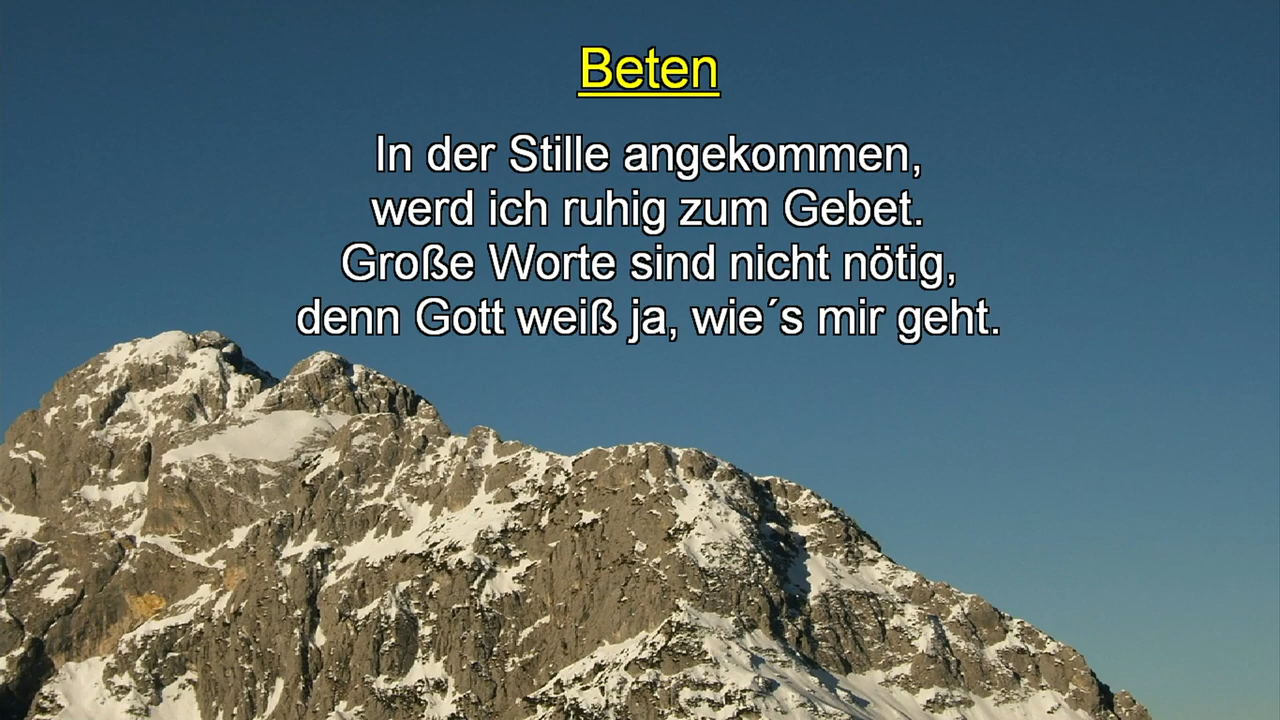 Beten
In der Stille angekommen,
werd ich ruhig zum Gebet.
Große Worte sind nicht nötig,
denn Gott weiß ja, wie´s mir geht.